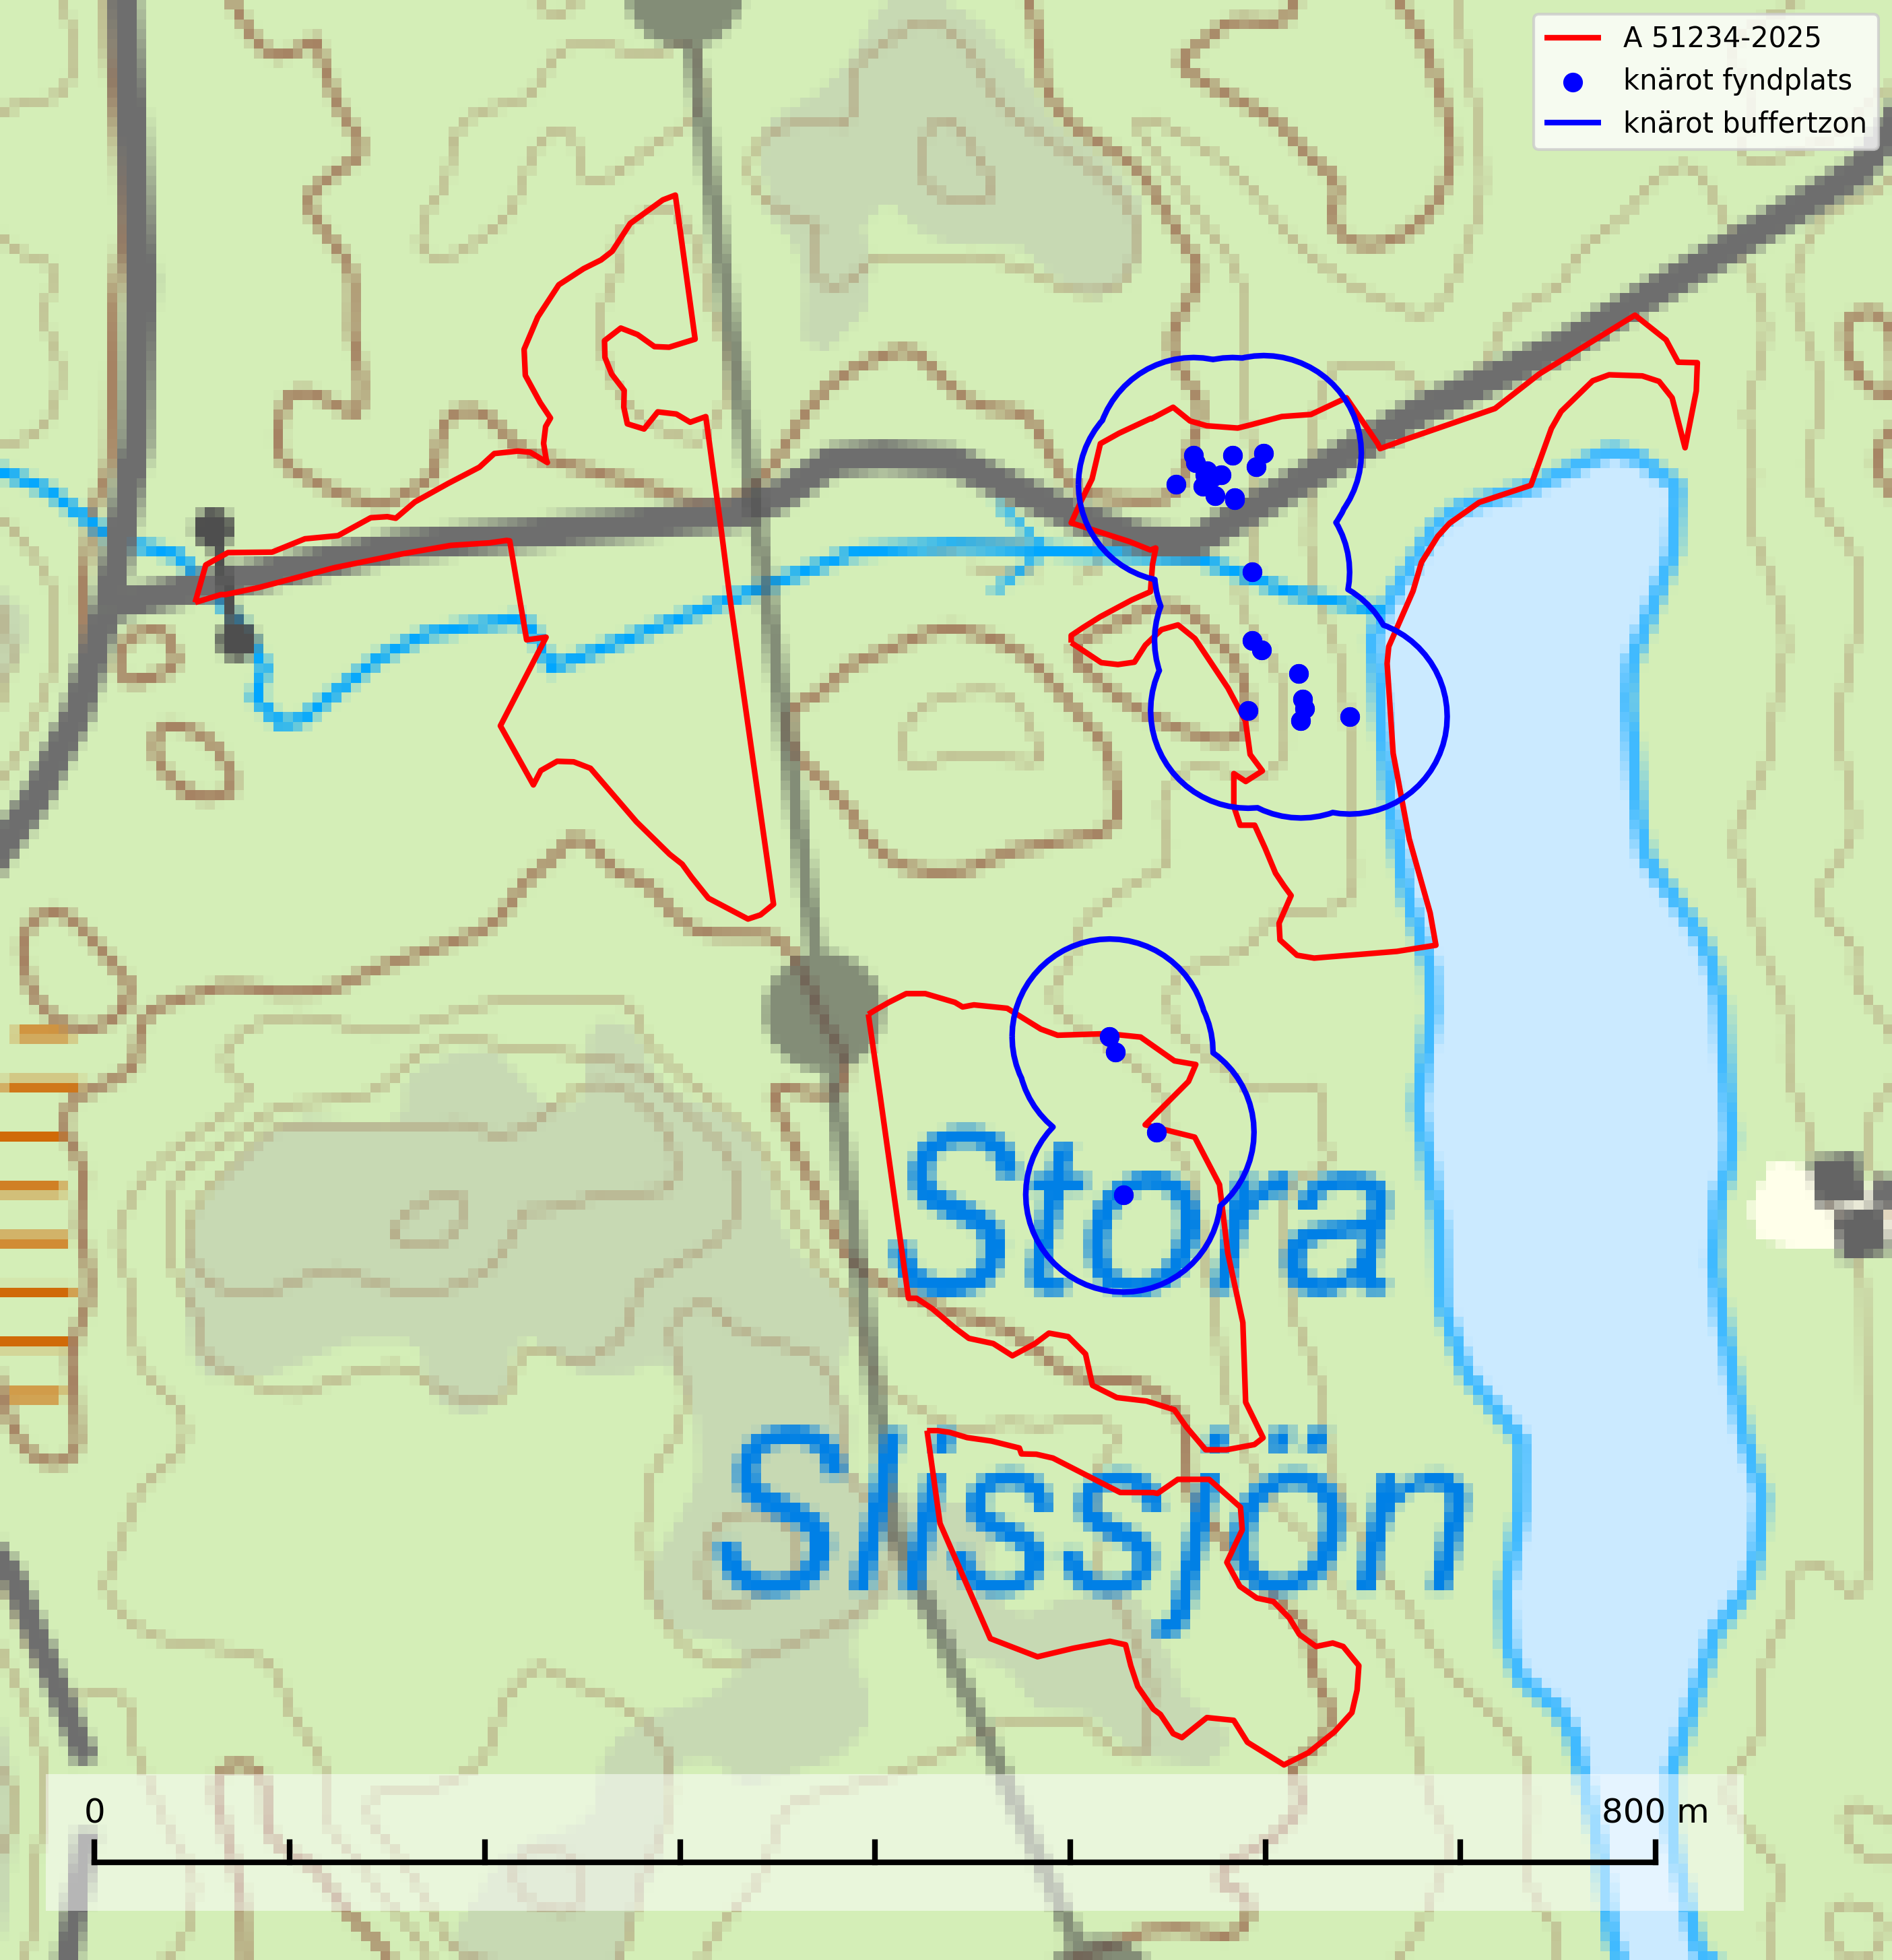 A 51234-2025
knärot fyndplats
knärot buffertzon
Stora
Slissjön
0 800 m